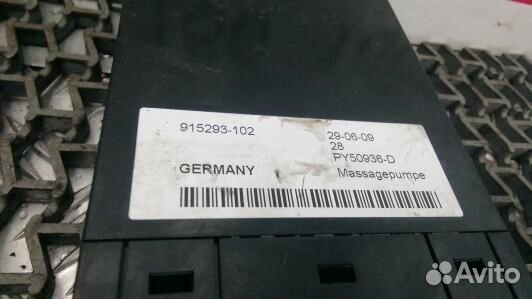 915293-102
29-06-09
28
PY50936-D
GERMANY
Massagepumpe
Avito